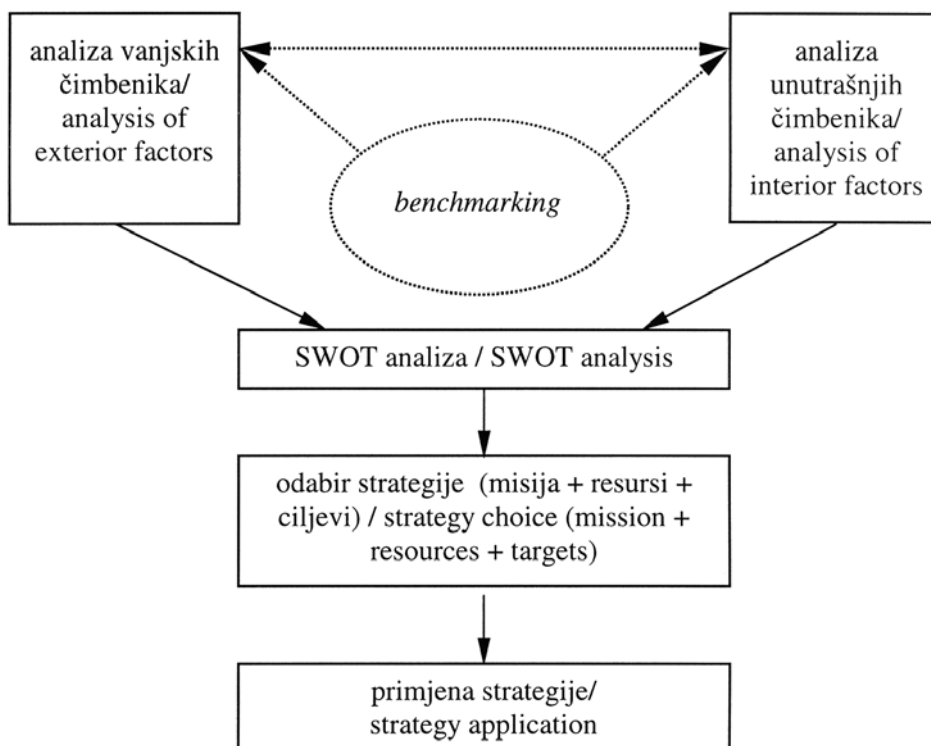 analiza vanjskih
čimbenika/
analysis of
exterior factors
analiza
unutrašnjih
čimbenika/
analysis of
interior factors
benchmarking
SWOT analiza / SWOT analysis
odabir strategije (misija + resursi +
ciljevi) / strategy choice (mission +
resources + targets)
primjena strategije/
strategy application